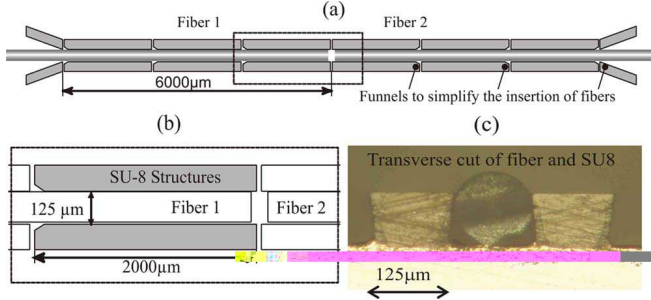 (a)
Fiber 1
Fiber 2
6000μm
Funnels to simplify the insertion of fibers
(b)
(c)
SU-8 Structures
125 μm
Fiber 1
Fiber 2
2000μm
Transverse cut of fiber and SU8
125μm